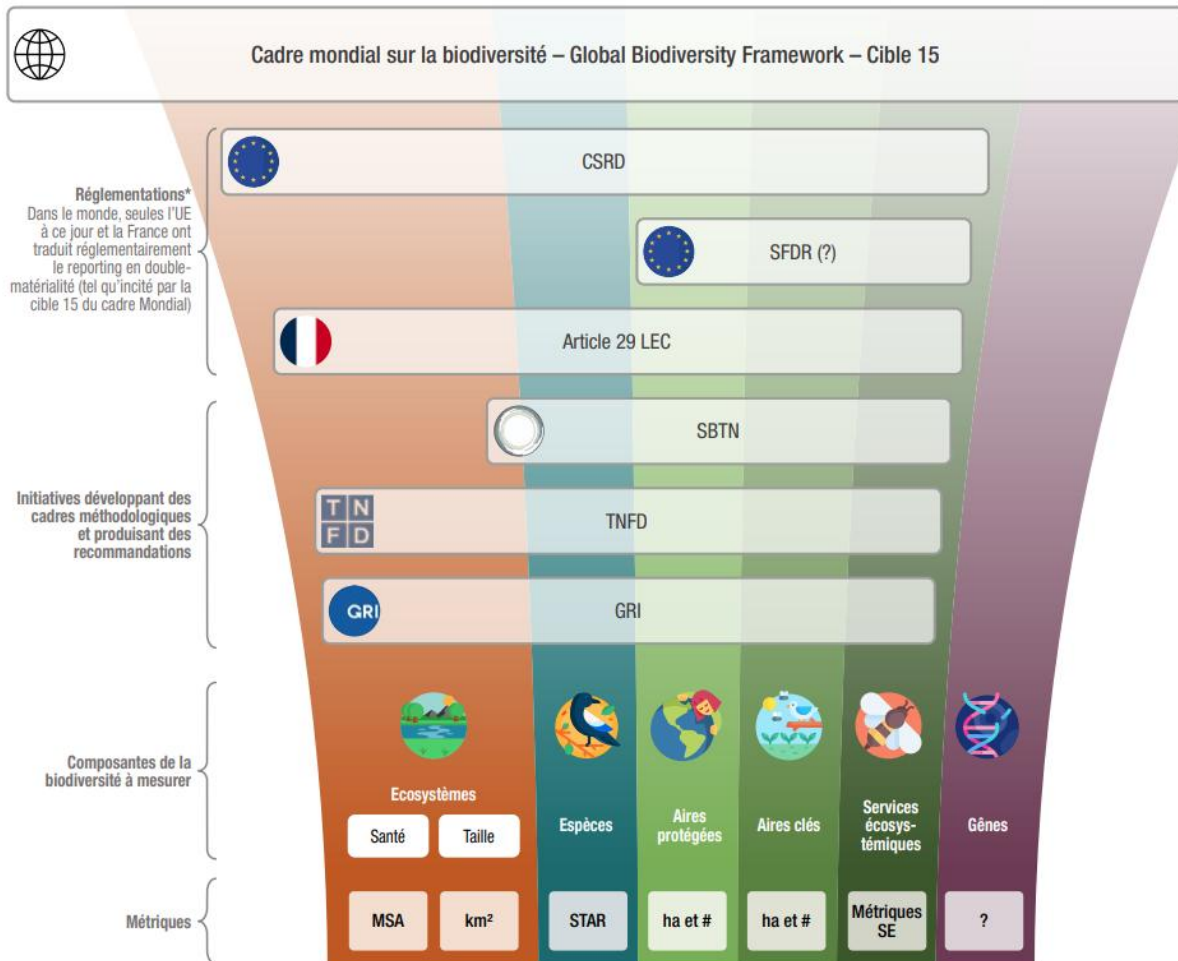 Cadre mondial sur la biodiversité – Global Biodiversity Framework – Cible 15
Réglementations*
Dans le monde, seules l'UE
à ce jour et la France ont
traduit réglementairement
le reporting en double-
matérialité (tel qu'incité par la
cible 15 du cadre Mondial)
CSRD
SFDR (?)
Article 29 LEC
Initiatives développant des
cadres méthodologiques
et produisant des
recommandations
SBTN
T N
F D
TNFD
GRI
GRI
Composantes de la
biodiversité à mesurer
Ecosystèmes
Santé
Taille
Espèces
Aires
protégées
Aires clés
Services
écosys-
témiques
Gênes
Métriques
MSA
km²
STAR
ha et #
ha et #
Métriques
SE
?